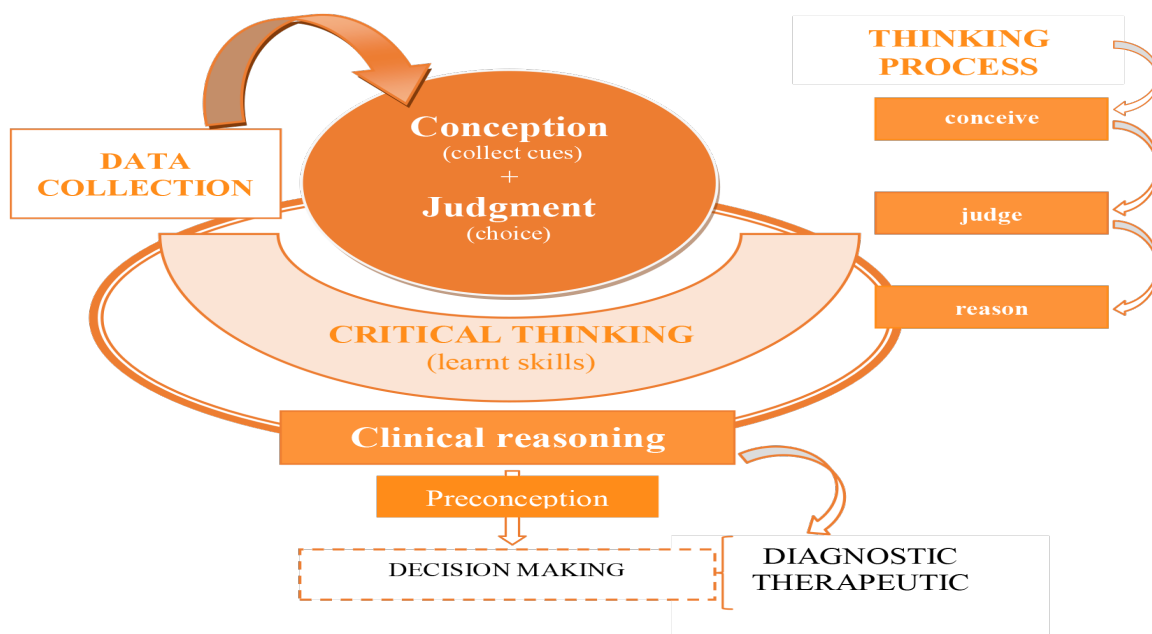 DATA
COLLECTION
Conception
(collect cues)
+
Judgment
(choice)
CRITICAL THINKING
(learnt skills)
Clinical reasoning
Preconception
DECISION MAKING
DIAGNOSTIC
THERAPEUTIC
THINKING
PROCESS
conceive
judge
reason